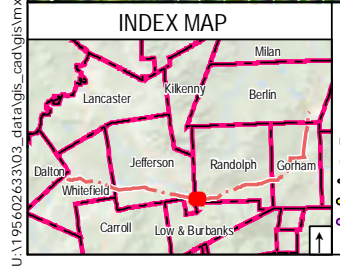 INDEX MAP
Milan
Kilkenny
Berlin
Lancaster
Jefferson
Randolph
Gorham
Dalton
Whitefield
Carroll
Low & Burbanks
U:\195602633\03_data\gis_cad\gis\mx